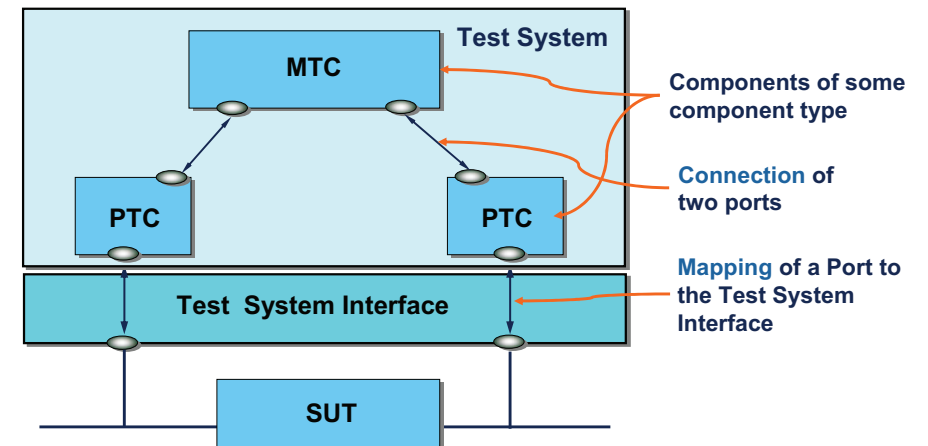 Test System
MTC
Components of some
component type
Connection of
two ports
PTC
PTC
Mapping of a Port to
the Test System
Interface
Test System Interface
SUT